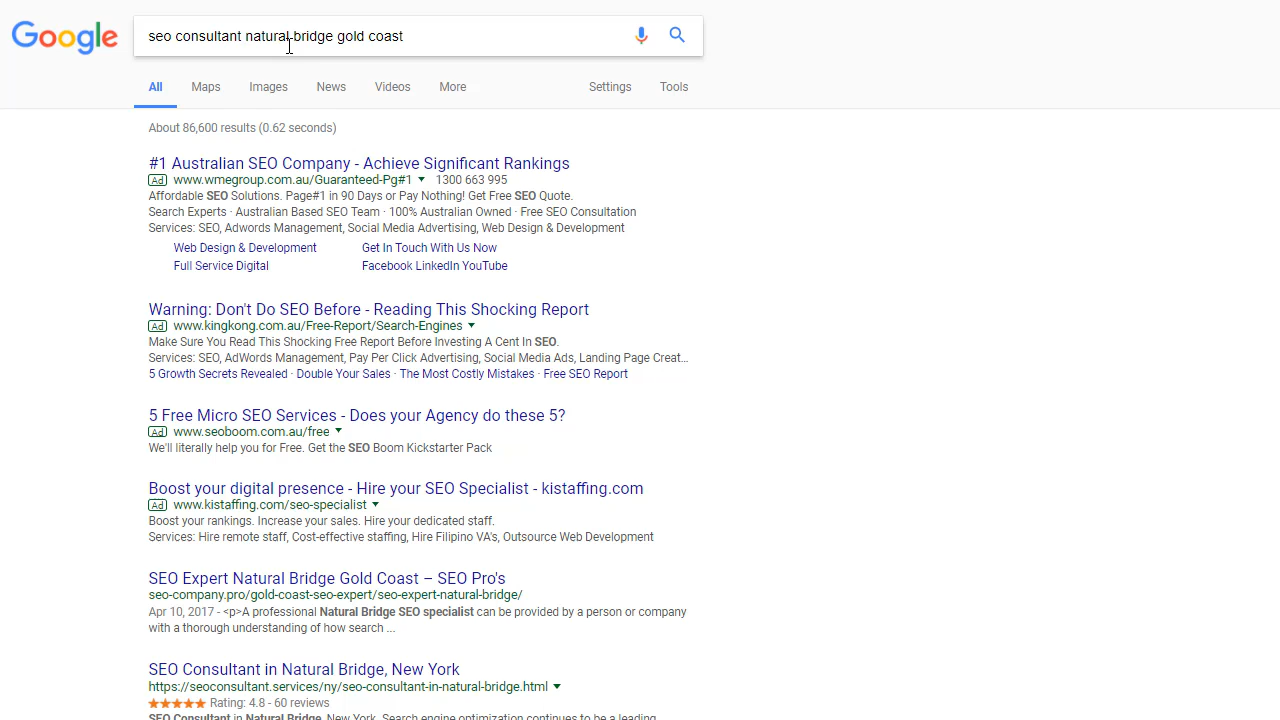 Google
seo consultant natural bridge gold coast
All Maps Images News Videos More Settings Tools
About 86,600 results (0.62 seconds)
#1 Australian SEO Company - Achieve Significant Rankings
Ad www.wmegroup.com.au/Guaranteed-Pg#1 1300 663 995
Affordable SEO Solutions. Page#1 in 90 Days or Pay Nothing! Get Free SEO Quote.
Search Experts · Australian Based SEO Team · 100% Australian Owned · Free SEO Consultation
Services: SEO, Adwords Management, Social Media Advertising, Web Design & Development
Web Design & Development Get In Touch With Us Now
Full Service Digital Facebook LinkedIn YouTube
Warning: Don't Do SEO Before - Reading This Shocking Report
Ad www.kingkong.com.au/Free-Report/Search-Engines
Make Sure You Read This Shocking Free Report Before Investing A Cent In SEO.
Services: SEO, AdWords Management, Pay Per Click Advertising, Social Media Ads, Landing Page Creat...
5 Growth Secrets Revealed · Double Your Sales · The Most Costly Mistakes · Free SEO Report
5 Free Micro SEO Services - Does your Agency do these 5?
Ad www.seoboom.com.au/free
We'll literally help you for Free. Get the SEO Boom Kickstarter Pack
Boost your digital presence - Hire your SEO Specialist - kistaffing.com
Ad www.kistaffing.com/seo-specialist
Boost your rankings. Increase your sales. Hire your dedicated staff.
Services: Hire remote staff, Cost-effective staffing, Hire Filipino VA's, Outsource Web Development
SEO Expert Natural Bridge Gold Coast – SEO Pro's
seo-company.pro/gold-coast-seo-expert/seo-expert-natural-bridge/
Apr 10, 2017 - <p>A professional Natural Bridge SEO specialist can be provided by a person or company
with a thorough understanding of how search ...
SEO Consultant in Natural Bridge, New York
https://seoconsultant.services/ny/seo-consultant-in-natural-bridge.html
Rating: 4.8 - 60 reviews
SEO Consultant in Natural Bridge, New York. Search engine optimization continues to be a leading